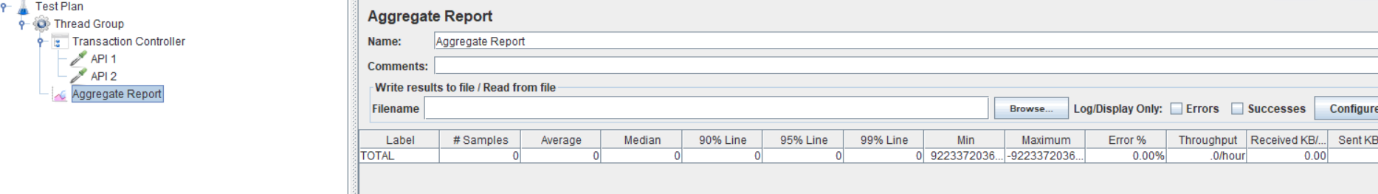 Test Plan
Thread Group
Transaction Controller
API 1
API 2
Aggregate Report
Aggregate Report
Name: Aggregate Report
Comments:
Write results to file / Read from file
Filename Browse... Log/Display Only: Errors Successes Configure
Label # Samples Average Median 90% Line 95% Line 99% Line Min Maximum Error % Throughput Received KB/... Sent KB
TOTAL 0 0 0 0 0 0 9223372036... -9223372036... 0.00% .0/hour 0.00